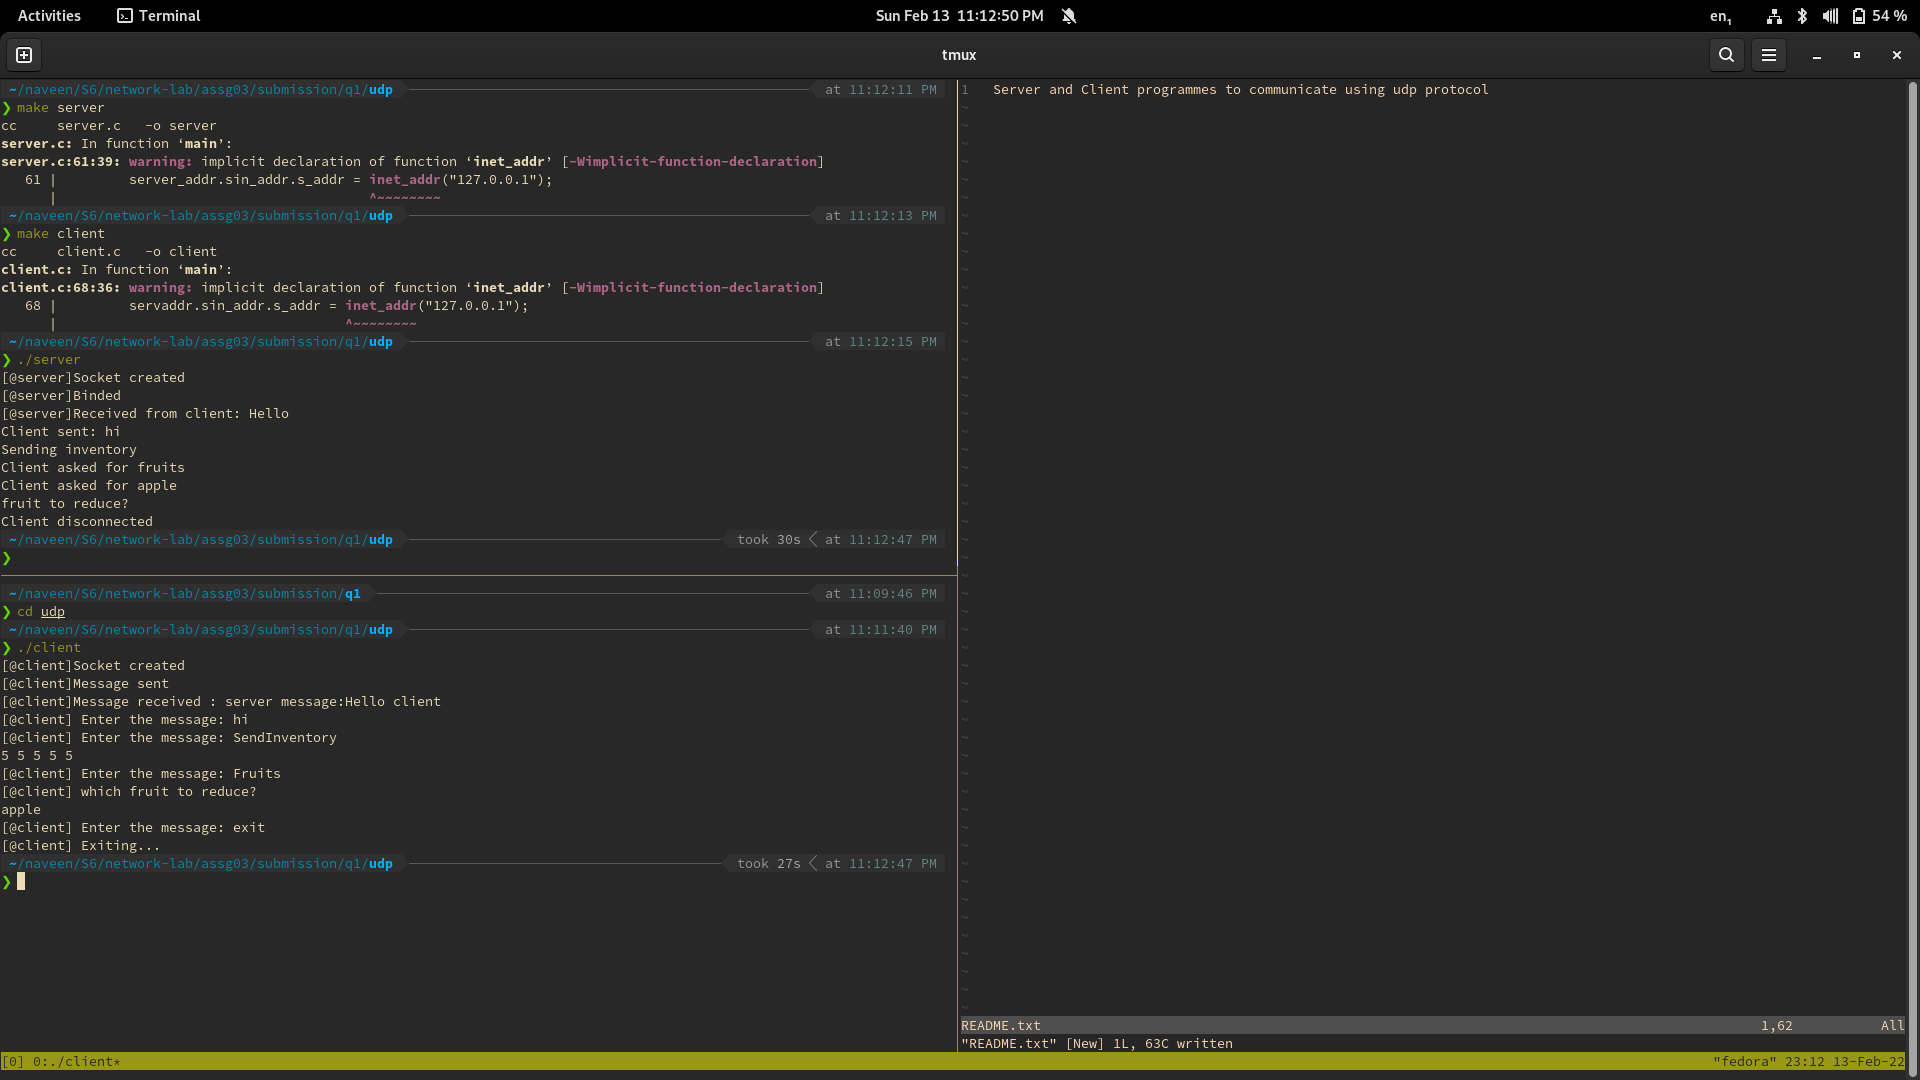 Activities Terminal Sun Feb 13 11:12:50 PM en1 54 %
tmux
~/naveen/S6/network-lab/assg03/submission/q1/udp at 11:12:11 PM
❯ make server
cc     server.c   -o server
server.c: In function ‘main’:
server.c:61:39: warning: implicit declaration of function ‘inet_addr’ [-Wimplicit-function-declaration]
   61 |         server_addr.sin_addr.s_addr = inet_addr("127.0.0.1");
      |                                       ^~~~~~~~~
~/naveen/S6/network-lab/assg03/submission/q1/udp at 11:12:13 PM
❯ make client
cc     client.c   -o client
client.c: In function ‘main’:
client.c:68:36: warning: implicit declaration of function ‘inet_addr’ [-Wimplicit-function-declaration]
   68 |         servaddr.sin_addr.s_addr = inet_addr("127.0.0.1");
      |                                    ^~~~~~~~~
~/naveen/S6/network-lab/assg03/submission/q1/udp at 11:12:15 PM
❯ ./server
[@server]Socket created
[@server]Binded
[@server]Received from client: Hello
Client sent: hi
Sending inventory
Client asked for fruits
Client asked for apple
fruit to reduce?
Client disconnected
~/naveen/S6/network-lab/assg03/submission/q1/udp took 30s at 11:12:47 PM
❯
~/naveen/S6/network-lab/assg03/submission/q1 at 11:09:46 PM
❯ cd udp
~/naveen/S6/network-lab/assg03/submission/q1/udp at 11:11:40 PM
❯ ./client
[@client]Socket created
[@client]Message sent
[@client]Message received : server message:Hello client
[@client] Enter the message: hi
[@client] Enter the message: SendInventory
5 5 5 5 5
[@client] Enter the message: Fruits
[@client] which fruit to reduce?
apple
[@client] Enter the message: exit
[@client] Exiting...
~/naveen/S6/network-lab/assg03/submission/q1/udp took 27s at 11:12:47 PM
❯
1   Server and Client programmes to communicate using udp protocol
README.txt 1,62 All
"README.txt" [New] 1L, 63C written
[0] 0:./client* "fedora" 23:12 13-Feb-22